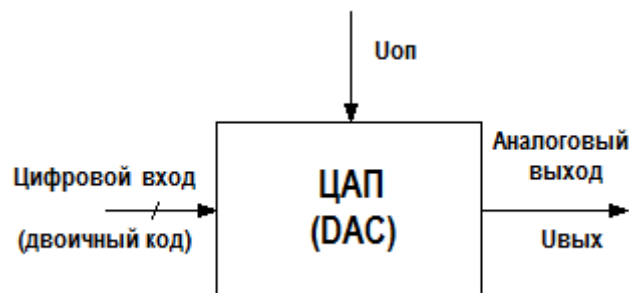 Uоп
Цифровой вход
(двоичный код)
ЦАП
(DAC)
Аналоговый
выход
Uвых